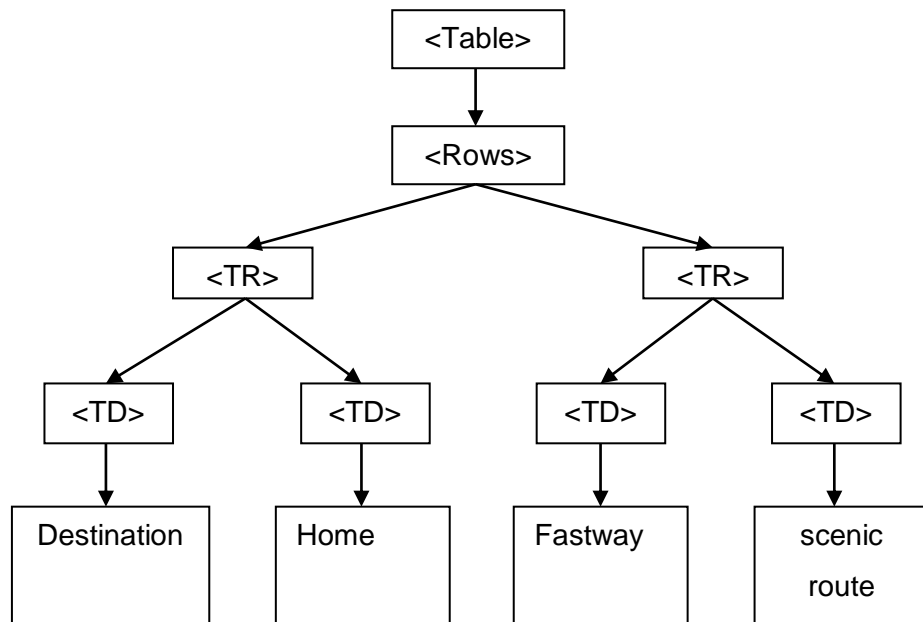 <Table>
<Rows>
<TR>
<TR>
<TD>
<TD>
<TD>
<TD>
Destination
Home
Fastway
scenic
route